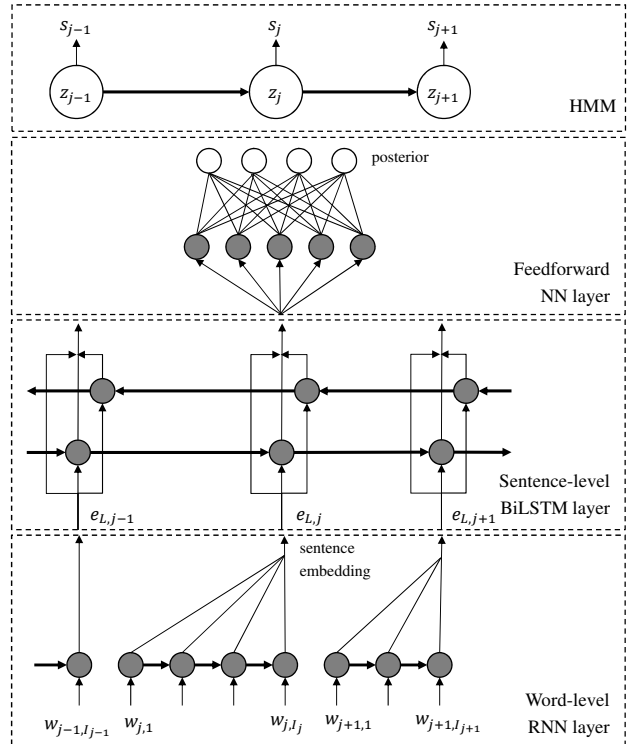 s_{j-1} s_j s_{j+1}
z_{j-1} z_j z_{j+1}
HMM
posterior
Feedforward
NN layer
Sentence-level
e_{L,j-1} e_{L,j} e_{L,j+1} BiLSTM layer
sentence
embedding
Word-level
w_{j-1,I_{j-1}} w_{j,1} w_{j,I_j} w_{j+1,1} w_{j+1,I_{j+1}} RNN layer